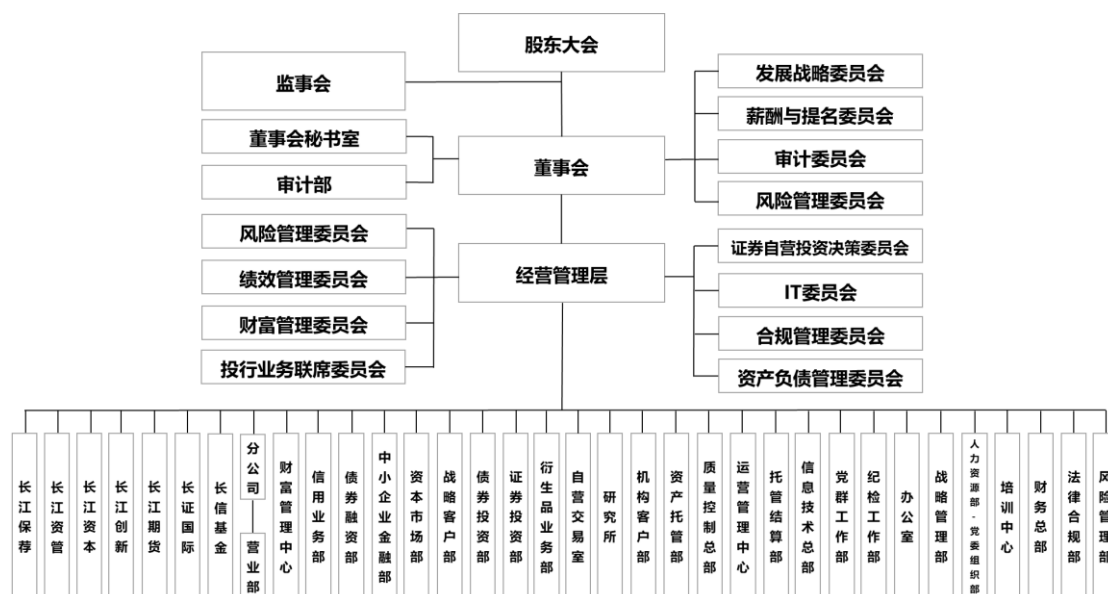 股东大会
监事会
发展战略委员会
薪酬与提名委员会
董事会秘书室
审计部
董事会
审计委员会
风险管理委员会
风险管理委员会
绩效管理委员会
财富管理委员会
投行业务联席委员会
经营管理层
证券自营投资决策委员会
IT委员会
合规管理委员会
资产负债管理委员会
长江保荐
长江资管
长江资本
长江创新
长江期货
长证国际
长信基金
分公司
营业部
财富管理中心
信用业务部
债券融资部
中小企业金融部
资本市场部
战略客户部
债券投资部
证券投资部
衍生品业务部
自营交易室
研究所
机构客户部
资产托管部
质量控制总部
运营管理中心
托管结算部
信息技术总部
党群工作部
纪检工作部
办公室
战略管理部
人力资源部-党委组织部
培训中心
财务总部
法律合规部
风险管理部